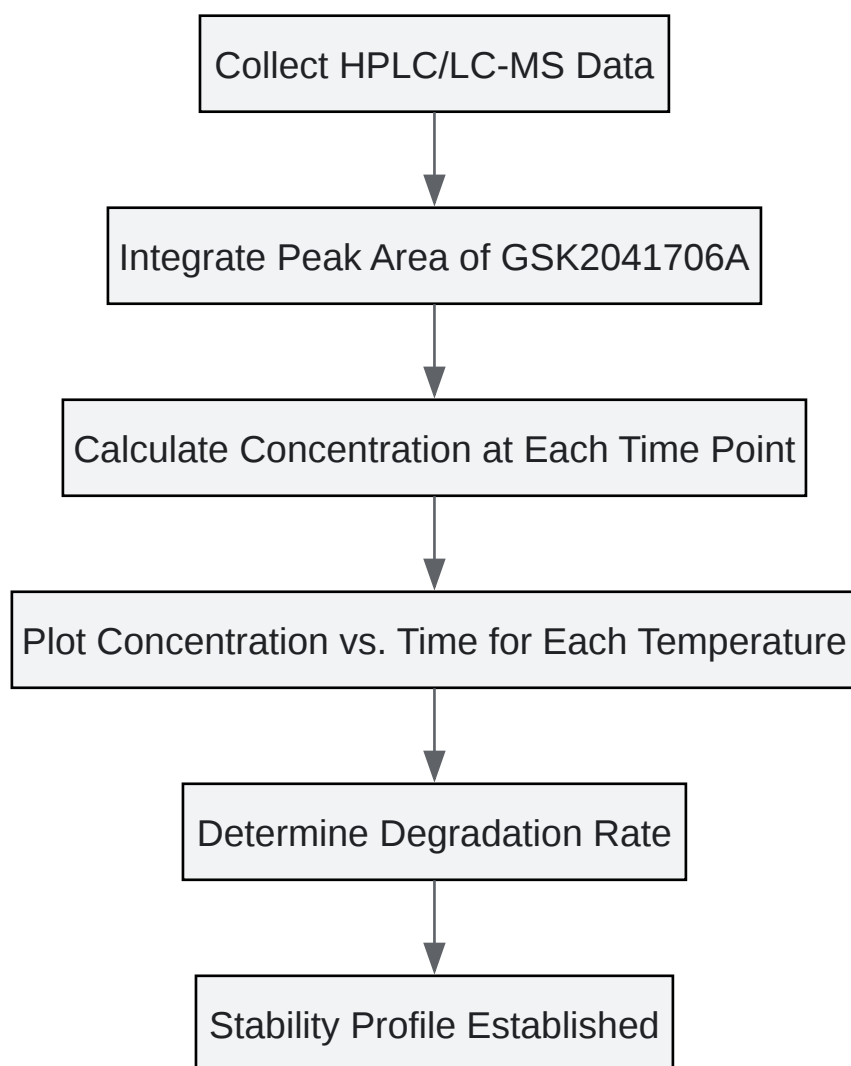 Collect HPLC/LC-MS Data
Integrate Peak Area of GSK2041706A
Calculate Concentration at Each Time Point
Plot Concentration vs. Time for Each Temperature
Determine Degradation Rate
Stability Profile Established